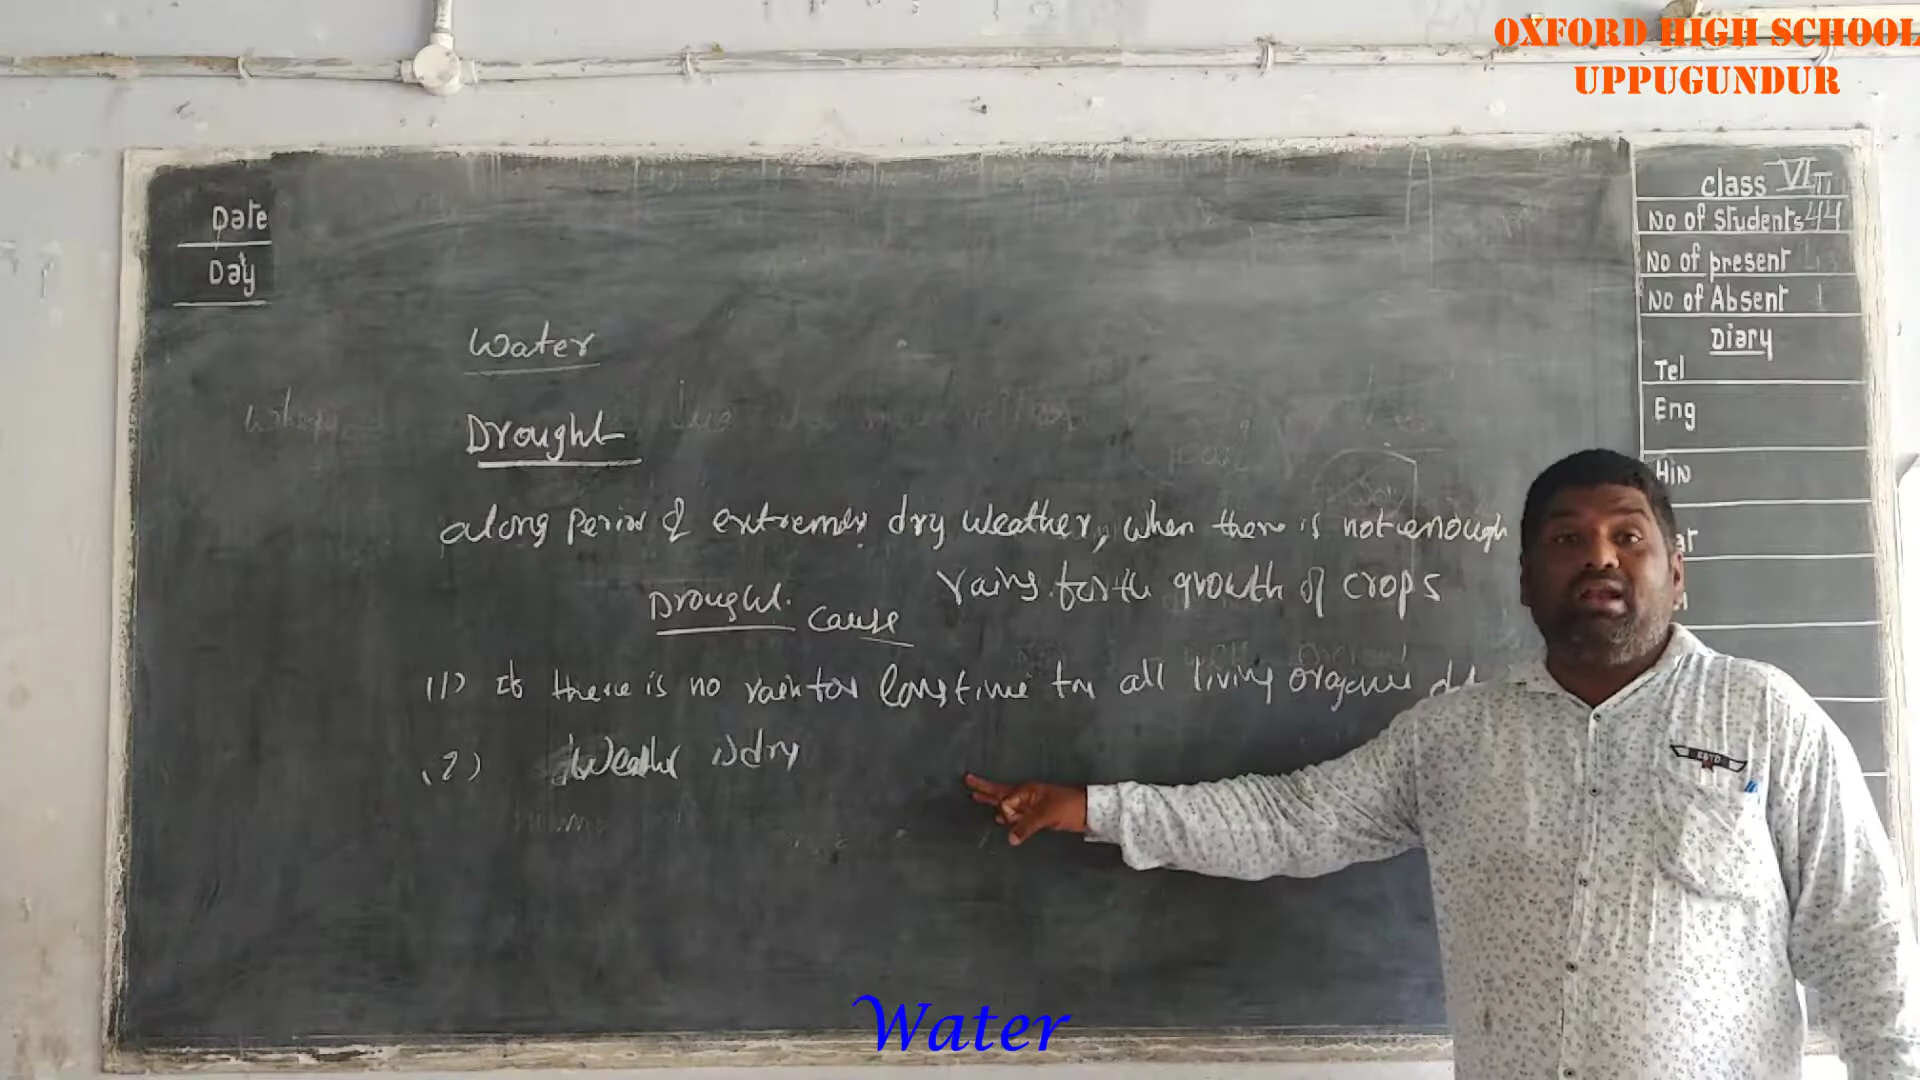 OXFORD HIGH SCHOOL
UPPUGUNDUR
Date
Day
class VI
No of Students 44
No of present
No of Absent 1
Diary
Tel
Eng
Hin
Water
Drought
along period of extremely dry weather, when there is not enough
rains for the growth of crops
Drought. cause
(1) If there is no rain for long time for all living
(2) Weather is dry
Water